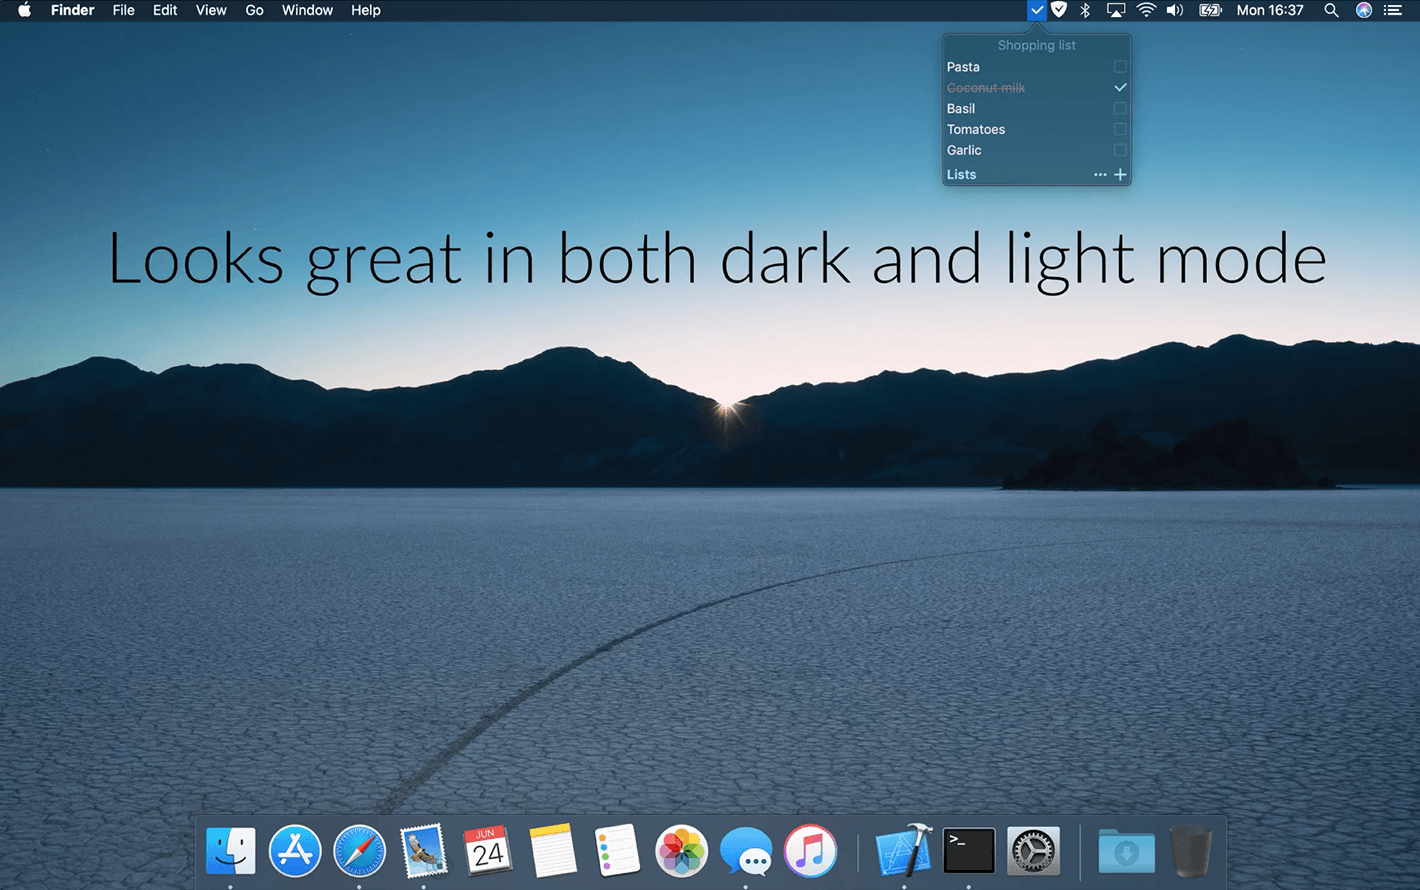 Finder File Edit View Go Window Help Mon 16:37
Shopping list
Pasta
Coconut milk
Basil
Tomatoes
Garlic
Lists
Looks great in both dark and light mode
JUN
24
>_